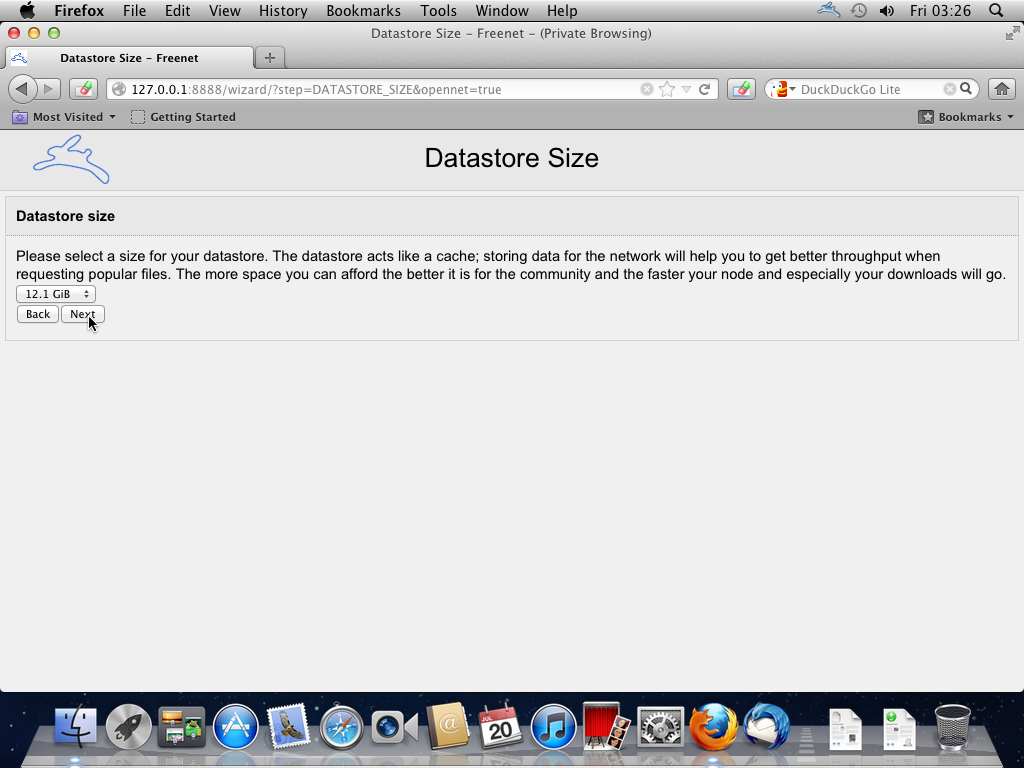 Firefox File Edit View History Bookmarks Tools Window Help Fri 03:26
Datastore Size – Freenet – (Private Browsing)
Datastore Size – Freenet
127.0.0.1:8888/wizard/?step=DATASTORE_SIZE&opennet=true DuckDuckGo Lite
Most Visited Getting Started Bookmarks
Datastore Size
Datastore size
Please select a size for your datastore. The datastore acts like a cache; storing data for the network will help you to get better throughput when
requesting popular files. The more space you can afford the better it is for the community and the faster your node and especially your downloads will go.
12.1 GiB
Back Next
JUL
20